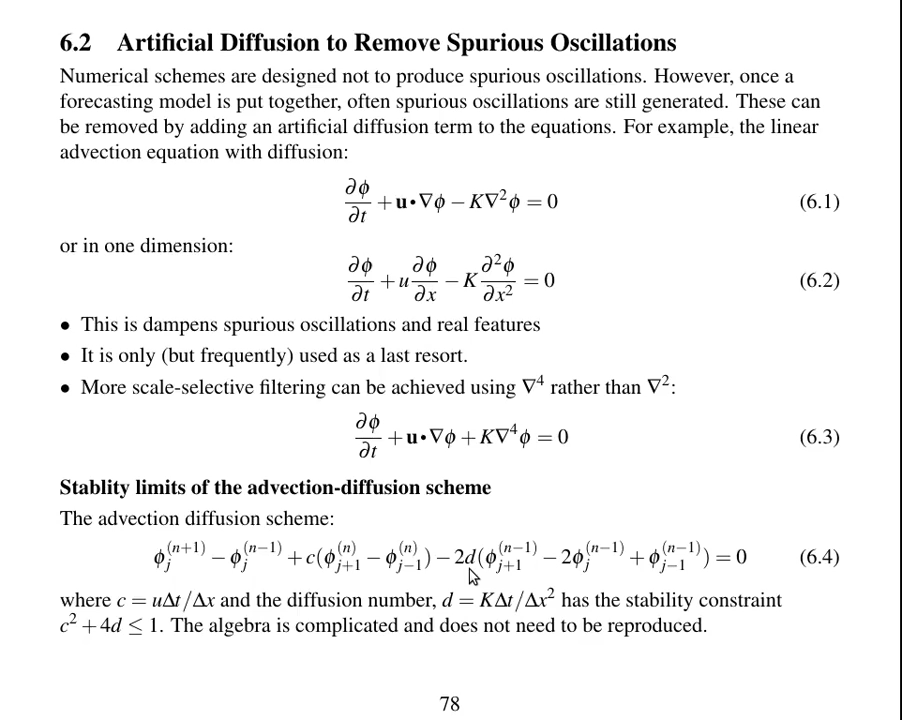 6.2 Artificial Diffusion to Remove Spurious Oscillations
Numerical schemes are designed not to produce spurious oscillations. However, once a
forecasting model is put together, often spurious oscillations are still generated. These can
be removed by adding an artificial diffusion term to the equations. For example, the linear
advection equation with diffusion:
∂ϕ/∂t + u•∇ϕ − K∇²ϕ = 0 (6.1)
or in one dimension:
∂ϕ/∂t + u ∂ϕ/∂x − K ∂²ϕ/∂x² = 0 (6.2)
• This is dampens spurious oscillations and real features
• It is only (but frequently) used as a last resort.
• More scale-selective filtering can be achieved using ∇⁴ rather than ∇²:
∂ϕ/∂t + u•∇ϕ + K∇⁴ϕ = 0 (6.3)
Stablity limits of the advection-diffusion scheme
The advection diffusion scheme:
ϕ_j^(n+1) − ϕ_j^(n−1) + c(ϕ_{j+1}^(n) − ϕ_{j−1}^(n)) − 2d(ϕ_{j+1}^(n−1) − 2ϕ_j^(n−1) + ϕ_{j−1}^(n−1)) = 0 (6.4)
where c = uΔt/Δx and the diffusion number, d = KΔt/Δx² has the stability constraint
c² + 4d ≤ 1. The algebra is complicated and does not need to be reproduced.
78